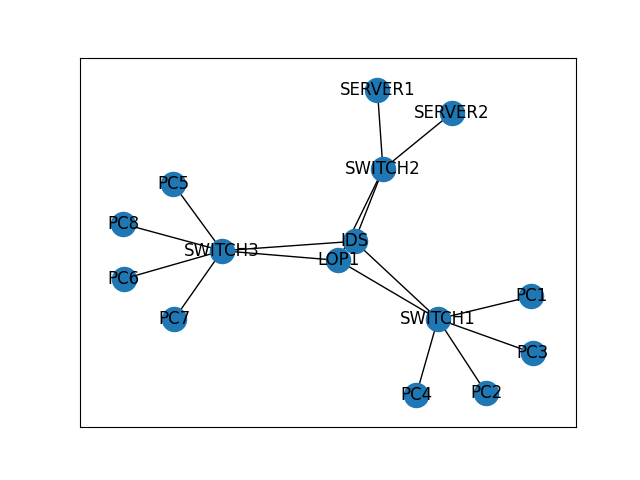 SERVER1
SERVER2
SWITCH2
PC5
PC8
IDS
SWITCH3
LOP1
PC6
PC1
PC7
SWITCH1
PC3
PC4
PC2